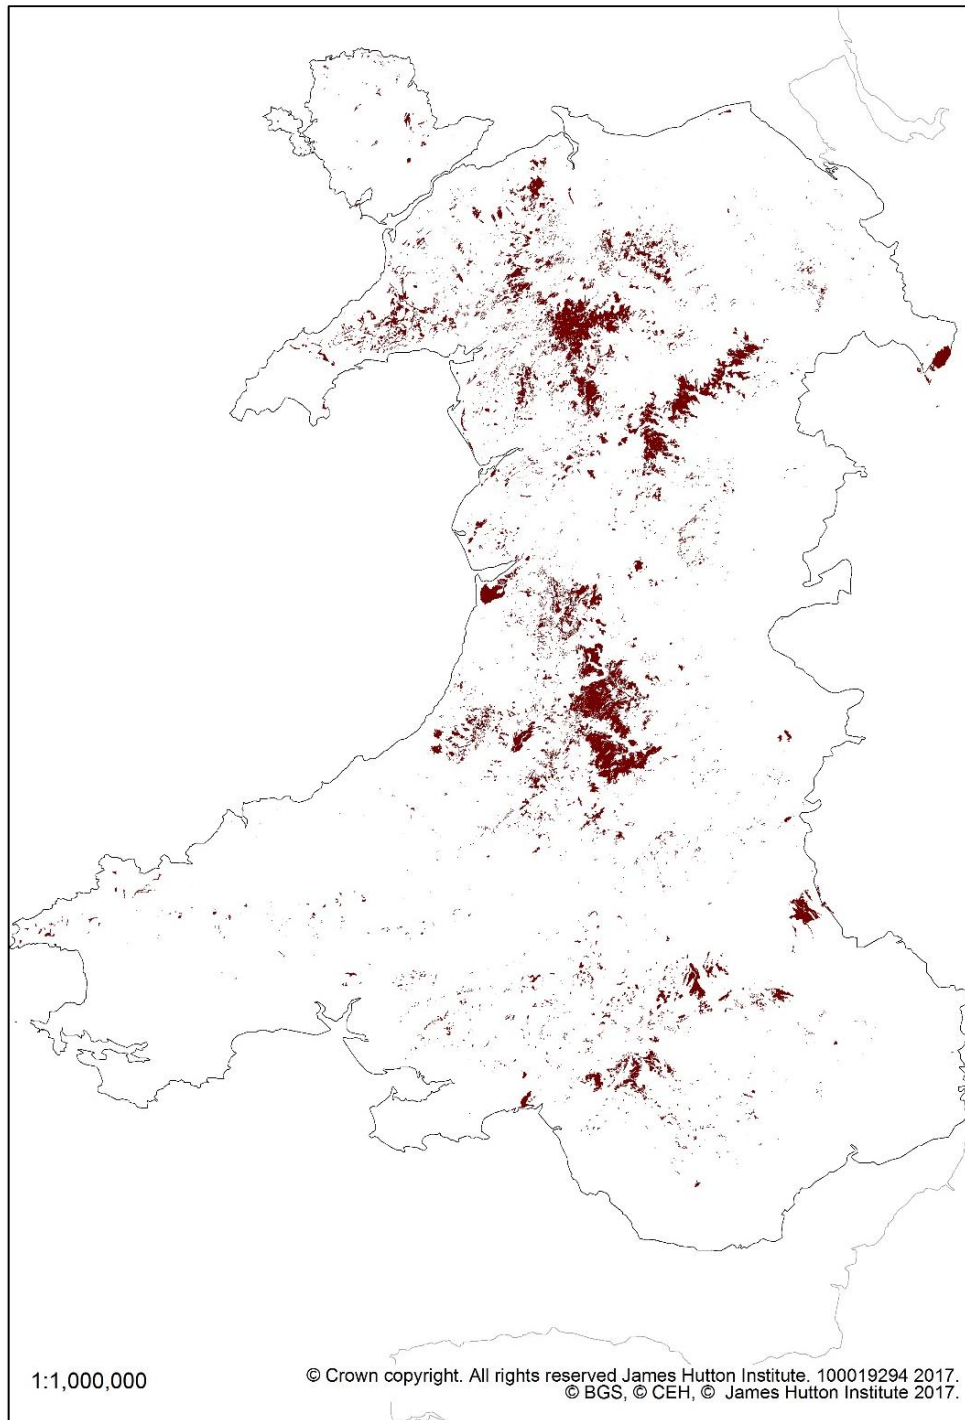 1:1,000,000
© Crown copyright. All rights reserved James Hutton Institute. 100019294 2017.
© BGS, © CEH, © James Hutton Institute 2017.